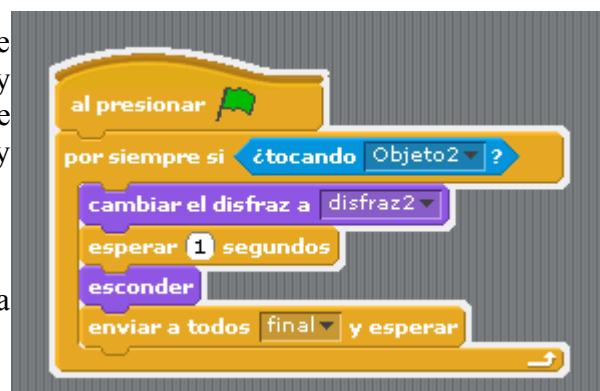 e
y
e
y
a
al presionar
por siempre si ¿tocando Objeto2 ?
cambiar el disfraz a disfraz2
esperar 1 segundos
esconder
enviar a todos final y esperar